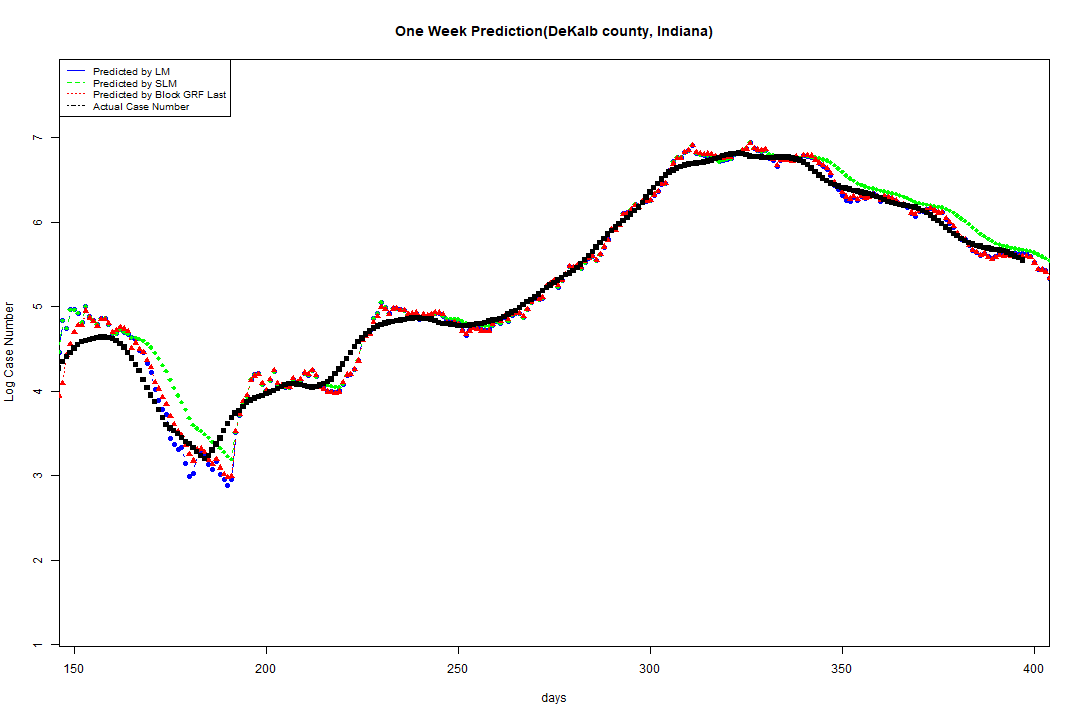 One Week Prediction(DeKalb county, Indiana)
Predicted by LM
Predicted by SLM
Predicted by Block GRF Last
Actual Case Number
7
6
5
4
3
2
1
Log Case Number
150 200 250 300 350 400
days